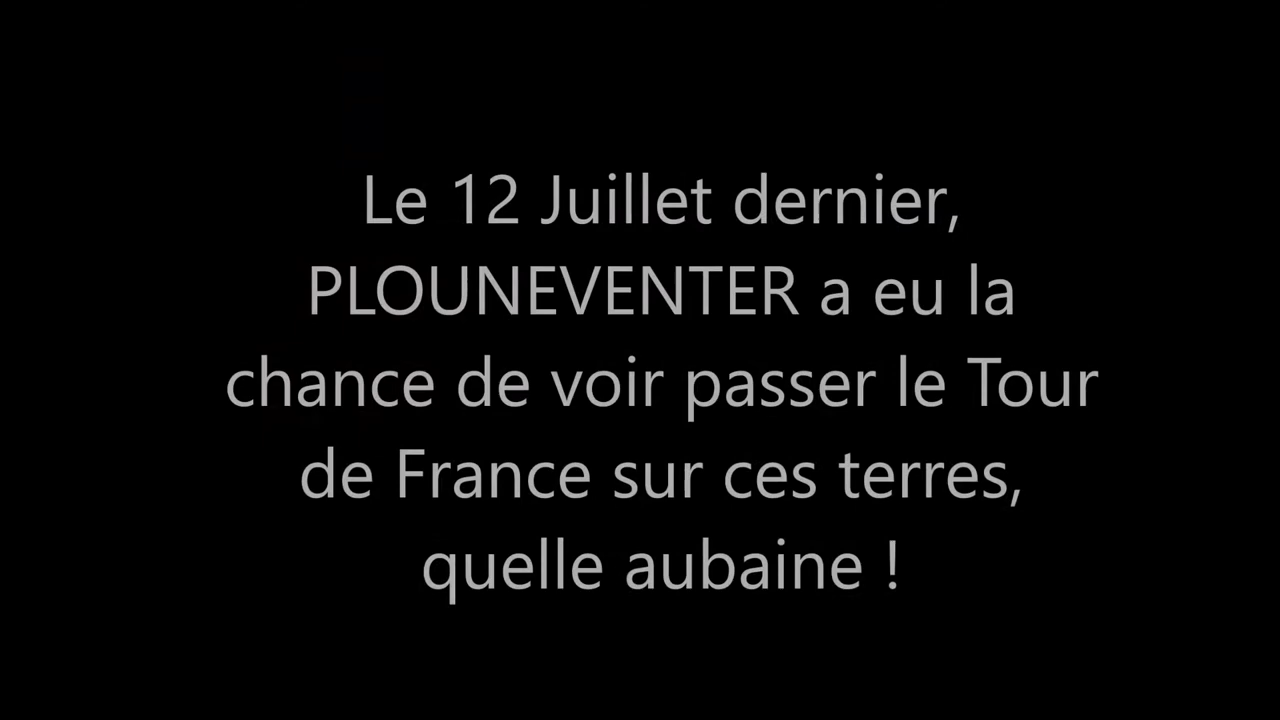 Le 12 Juillet dernier,
PLOUNEVENTER a eu la
chance de voir passer le Tour
de France sur ces terres,
quelle aubaine !